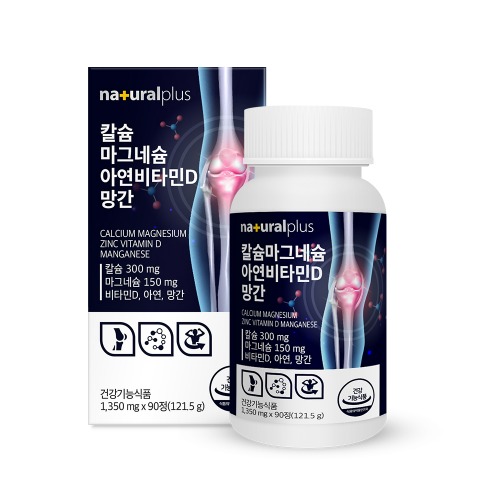 naturalplus
칼슘
마그네슘
아연비타민D
망간
CALCIUM MAGNESIUM
ZINC VITAMIN D
MANGANESE
칼슘 300 mg
마그네슘 150 mg
비타민D, 아연, 망간
건강기능식품
1,350 mg x 90정(121.5 g)
건강
naturalplus
칼슘마그네슘
아연비타민D
망간
CALCIUM MAGNESIUM
ZINC VITAMIN D MANGANESE
칼슘 300 mg
마그네슘 150 mg
비타민D, 아연, 망간
건강기능식품
1,350 mg x 90정(121.5 g)
건강
기능식품